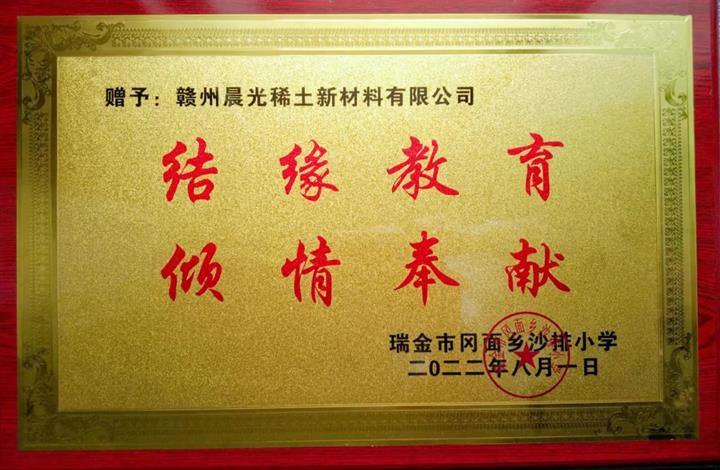 赠予：赣州晨光稀土新材料有限公司
结缘教育
倾情奉献
瑞金市冈面乡沙排小学
二0二二年八月一日